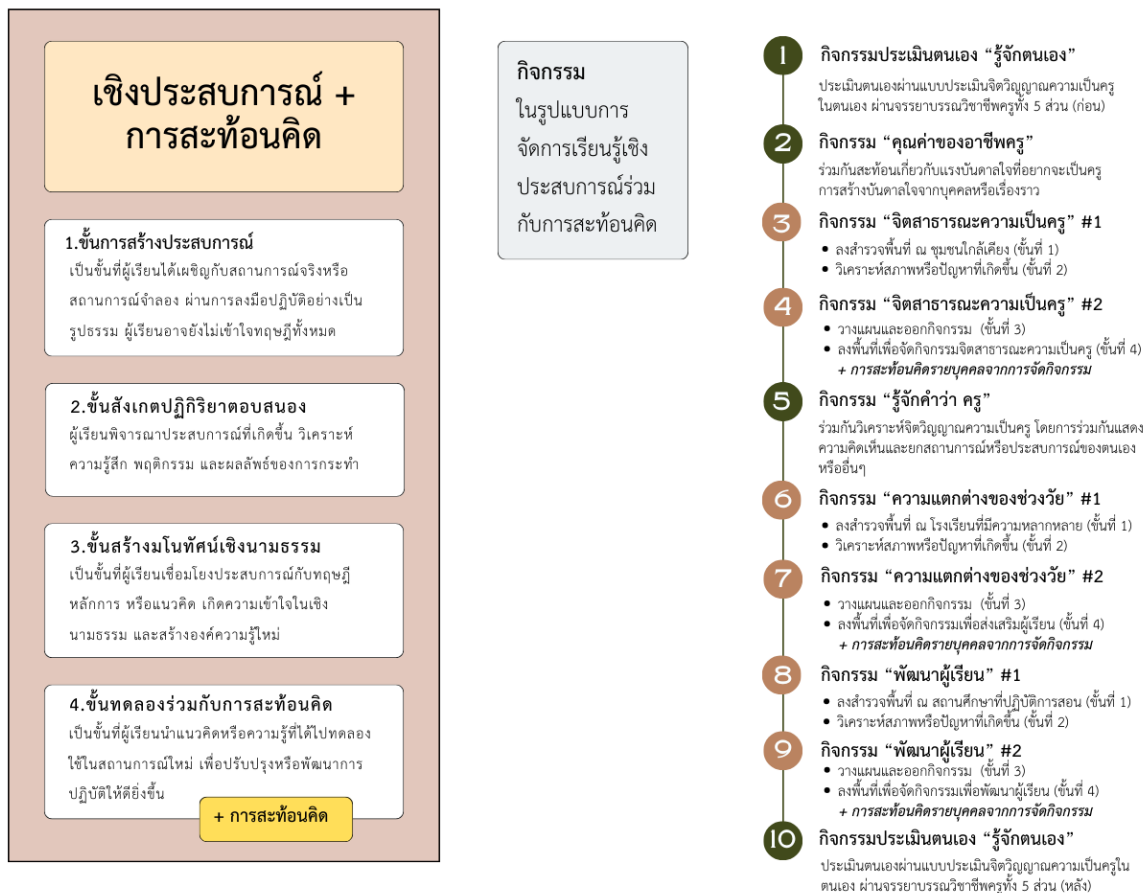 เชิงประสบการณ์ +
การสะท้อนคิด
1.ขั้นการสร้างประสบการณ์
เป็นขั้นที่ผู้เรียนได้เผชิญกับสถานการณ์จริงหรือ
สถานการณ์จำลอง ผ่านการลงมือปฏิบัติอย่างเป็น
รูปธรรม ผู้เรียนอาจยังไม่เข้าใจทฤษฎีทั้งหมด
2.ขั้นสังเกตปฏิกิริยาตอบสนอง
ผู้เรียนพิจารณาประสบการณ์ที่เกิดขึ้น วิเคราะห์
ความรู้สึก พฤติกรรม และผลลัพธ์ของการกระทำ
3.ขั้นสร้างมโนทัศน์เชิงนามธรรม
เป็นขั้นที่ผู้เรียนเชื่อมโยงประสบการณ์กับทฤษฎี
หลักการ หรือแนวคิด เกิดความเข้าใจในเชิง
นามธรรม และสร้างองค์ความรู้ใหม่
4.ขั้นทดลองร่วมกับการสะท้อนคิด
เป็นขั้นที่ผู้เรียนนำแนวคิดหรือความรู้ที่ได้ไปทดลอง
ใช้ในสถานการณ์ใหม่ เพื่อปรับปรุงหรือพัฒนาการ
ปฏิบัติให้ดียิ่งขึ้น
+ การสะท้อนคิด
กิจกรรม
ในรูปแบบการ
จัดการเรียนรู้เชิง
ประสบการณ์ร่วม
กับการสะท้อนคิด
1 กิจกรรมประเมินตนเอง “รู้จักตนเอง”
ประเมินตนเองผ่านแบบประเมินจิตวิญญาณความเป็นครู
ในตนเอง ผ่านจรรยาบรรณวิชาชีพครูทั้ง 5 ส่วน (ก่อน)
2 กิจกรรม “คุณค่าของอาชีพครู”
ร่วมกันสะท้อนเกี่ยวกับแรงบันดาลใจที่อยากจะเป็นครู
การสร้างบันดาลใจจากบุคคลหรือเรื่องราว
3 กิจกรรม “จิตสาธารณะความเป็นครู” #1
• ลงสำรวจพื้นที่ ณ ชุมชนใกล้เคียง (ขั้นที่ 1)
• วิเคราะห์สภาพหรือปัญหาที่เกิดขึ้น (ขั้นที่ 2)
4 กิจกรรม “จิตสาธารณะความเป็นครู” #2
• วางแผนและออกกิจกรรม (ขั้นที่ 3)
• ลงพื้นที่เพื่อจัดกิจกรรมจิตสาธารณะความเป็นครู (ขั้นที่ 4)
+ การสะท้อนคิดรายบุคคลจากการจัดกิจกรรม
5 กิจกรรม “รู้จักคำว่า ครู”
ร่วมกันวิเคราะห์จิตวิญญาณความเป็นครู โดยการร่วมกันแสดง
ความคิดเห็นและยกสถานการณ์หรือประสบการณ์ของตนเอง
หรืออื่นๆ
6 กิจกรรม “ความแตกต่างของช่วงวัย” #1
• ลงสำรวจพื้นที่ ณ โรงเรียนที่มีความหลากหลาย (ขั้นที่ 1)
• วิเคราะห์สภาพหรือปัญหาที่เกิดขึ้น (ขั้นที่ 2)
7 กิจกรรม “ความแตกต่างของช่วงวัย” #2
• วางแผนและออกกิจกรรม (ขั้นที่ 3)
• ลงพื้นที่เพื่อจัดกิจกรรมเพื่อส่งเสริมผู้เรียน (ขั้นที่ 4)
+ การสะท้อนคิดรายบุคคลจากการจัดกิจกรรม
8 กิจกรรม “พัฒนาผู้เรียน” #1
• ลงสำรวจพื้นที่ ณ สถานศึกษาที่ปฏิบัติการสอน (ขั้นที่ 1)
• วิเคราะห์สภาพหรือปัญหาที่เกิดขึ้น (ขั้นที่ 2)
9 กิจกรรม “พัฒนาผู้เรียน” #2
• วางแผนและออกกิจกรรม (ขั้นที่ 3)
• ลงพื้นที่เพื่อจัดกิจกรรมเพื่อพัฒนาผู้เรียน (ขั้นที่ 4)
+ การสะท้อนคิดรายบุคคลจากการจัดกิจกรรม
10 กิจกรรมประเมินตนเอง “รู้จักตนเอง”
ประเมินตนเองผ่านแบบประเมินจิตวิญญาณความเป็นครูใน
ตนเอง ผ่านจรรยาบรรณวิชาชีพครูทั้ง 5 ส่วน (หลัง)